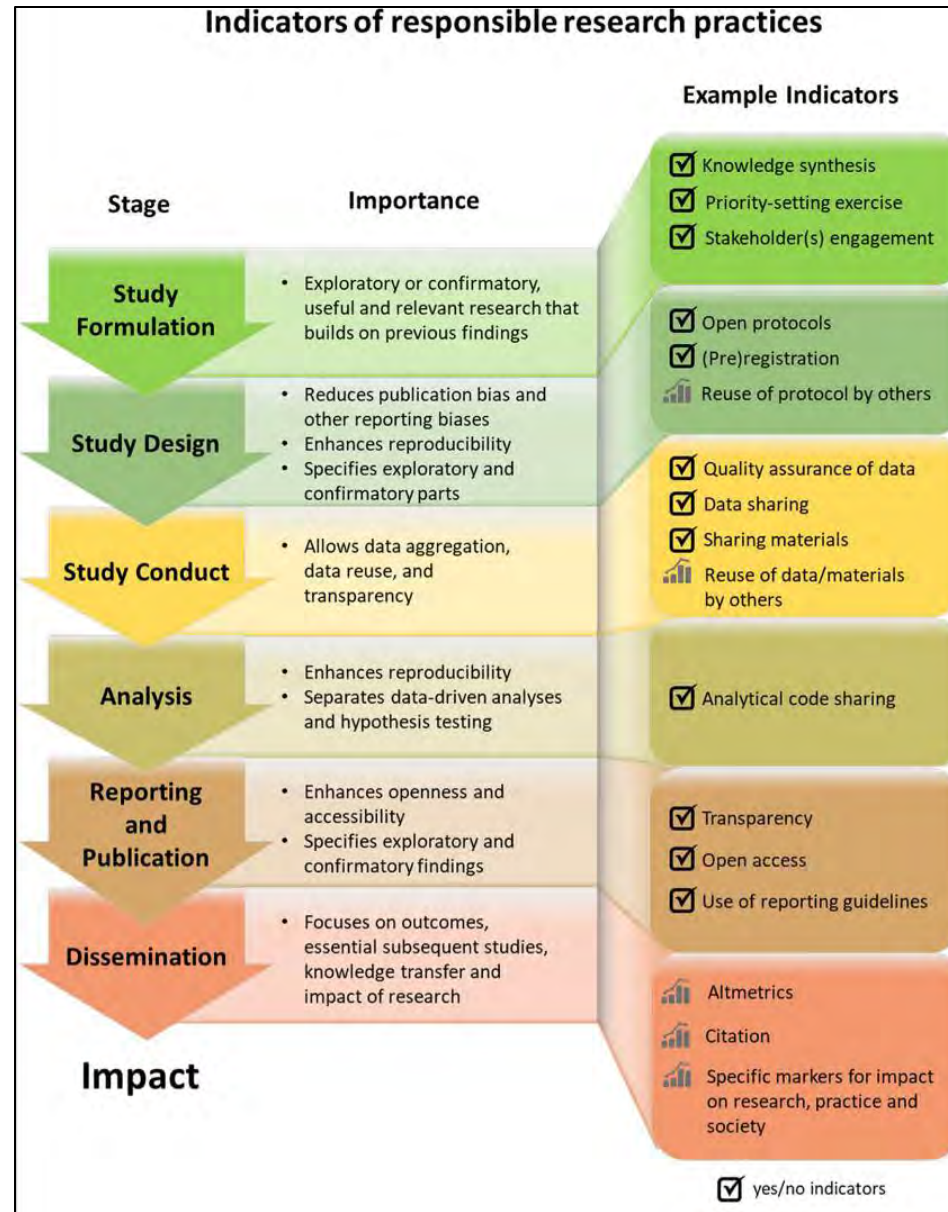 Indicators of responsible research practices
Example Indicators
Stage
Importance
Study
Formulation
• Exploratory or confirmatory,
useful and relevant research that
builds on previous findings
Knowledge synthesis
Priority-setting exercise
Stakeholder(s) engagement
Study Design
• Reduces publication bias and
other reporting biases
• Enhances reproducibility
• Specifies exploratory and
confirmatory parts
Open protocols
(Pre)registration
Reuse of protocol by others
Study Conduct
• Allows data aggregation,
data reuse, and
transparency
Quality assurance of data
Data sharing
Sharing materials
Reuse of data/materials
by others
Analysis
• Enhances reproducibility
• Separates data-driven analyses
and hypothesis testing
Analytical code sharing
Reporting
and
Publication
• Enhances openness and
accessibility
• Specifies exploratory and
confirmatory findings
Transparency
Open access
Use of reporting guidelines
Dissemination
• Focuses on outcomes,
essential subsequent studies,
knowledge transfer and
impact of research
Altmetrics
Citation
Specific markers for impact
on research, practice and
society
Impact
yes/no indicators